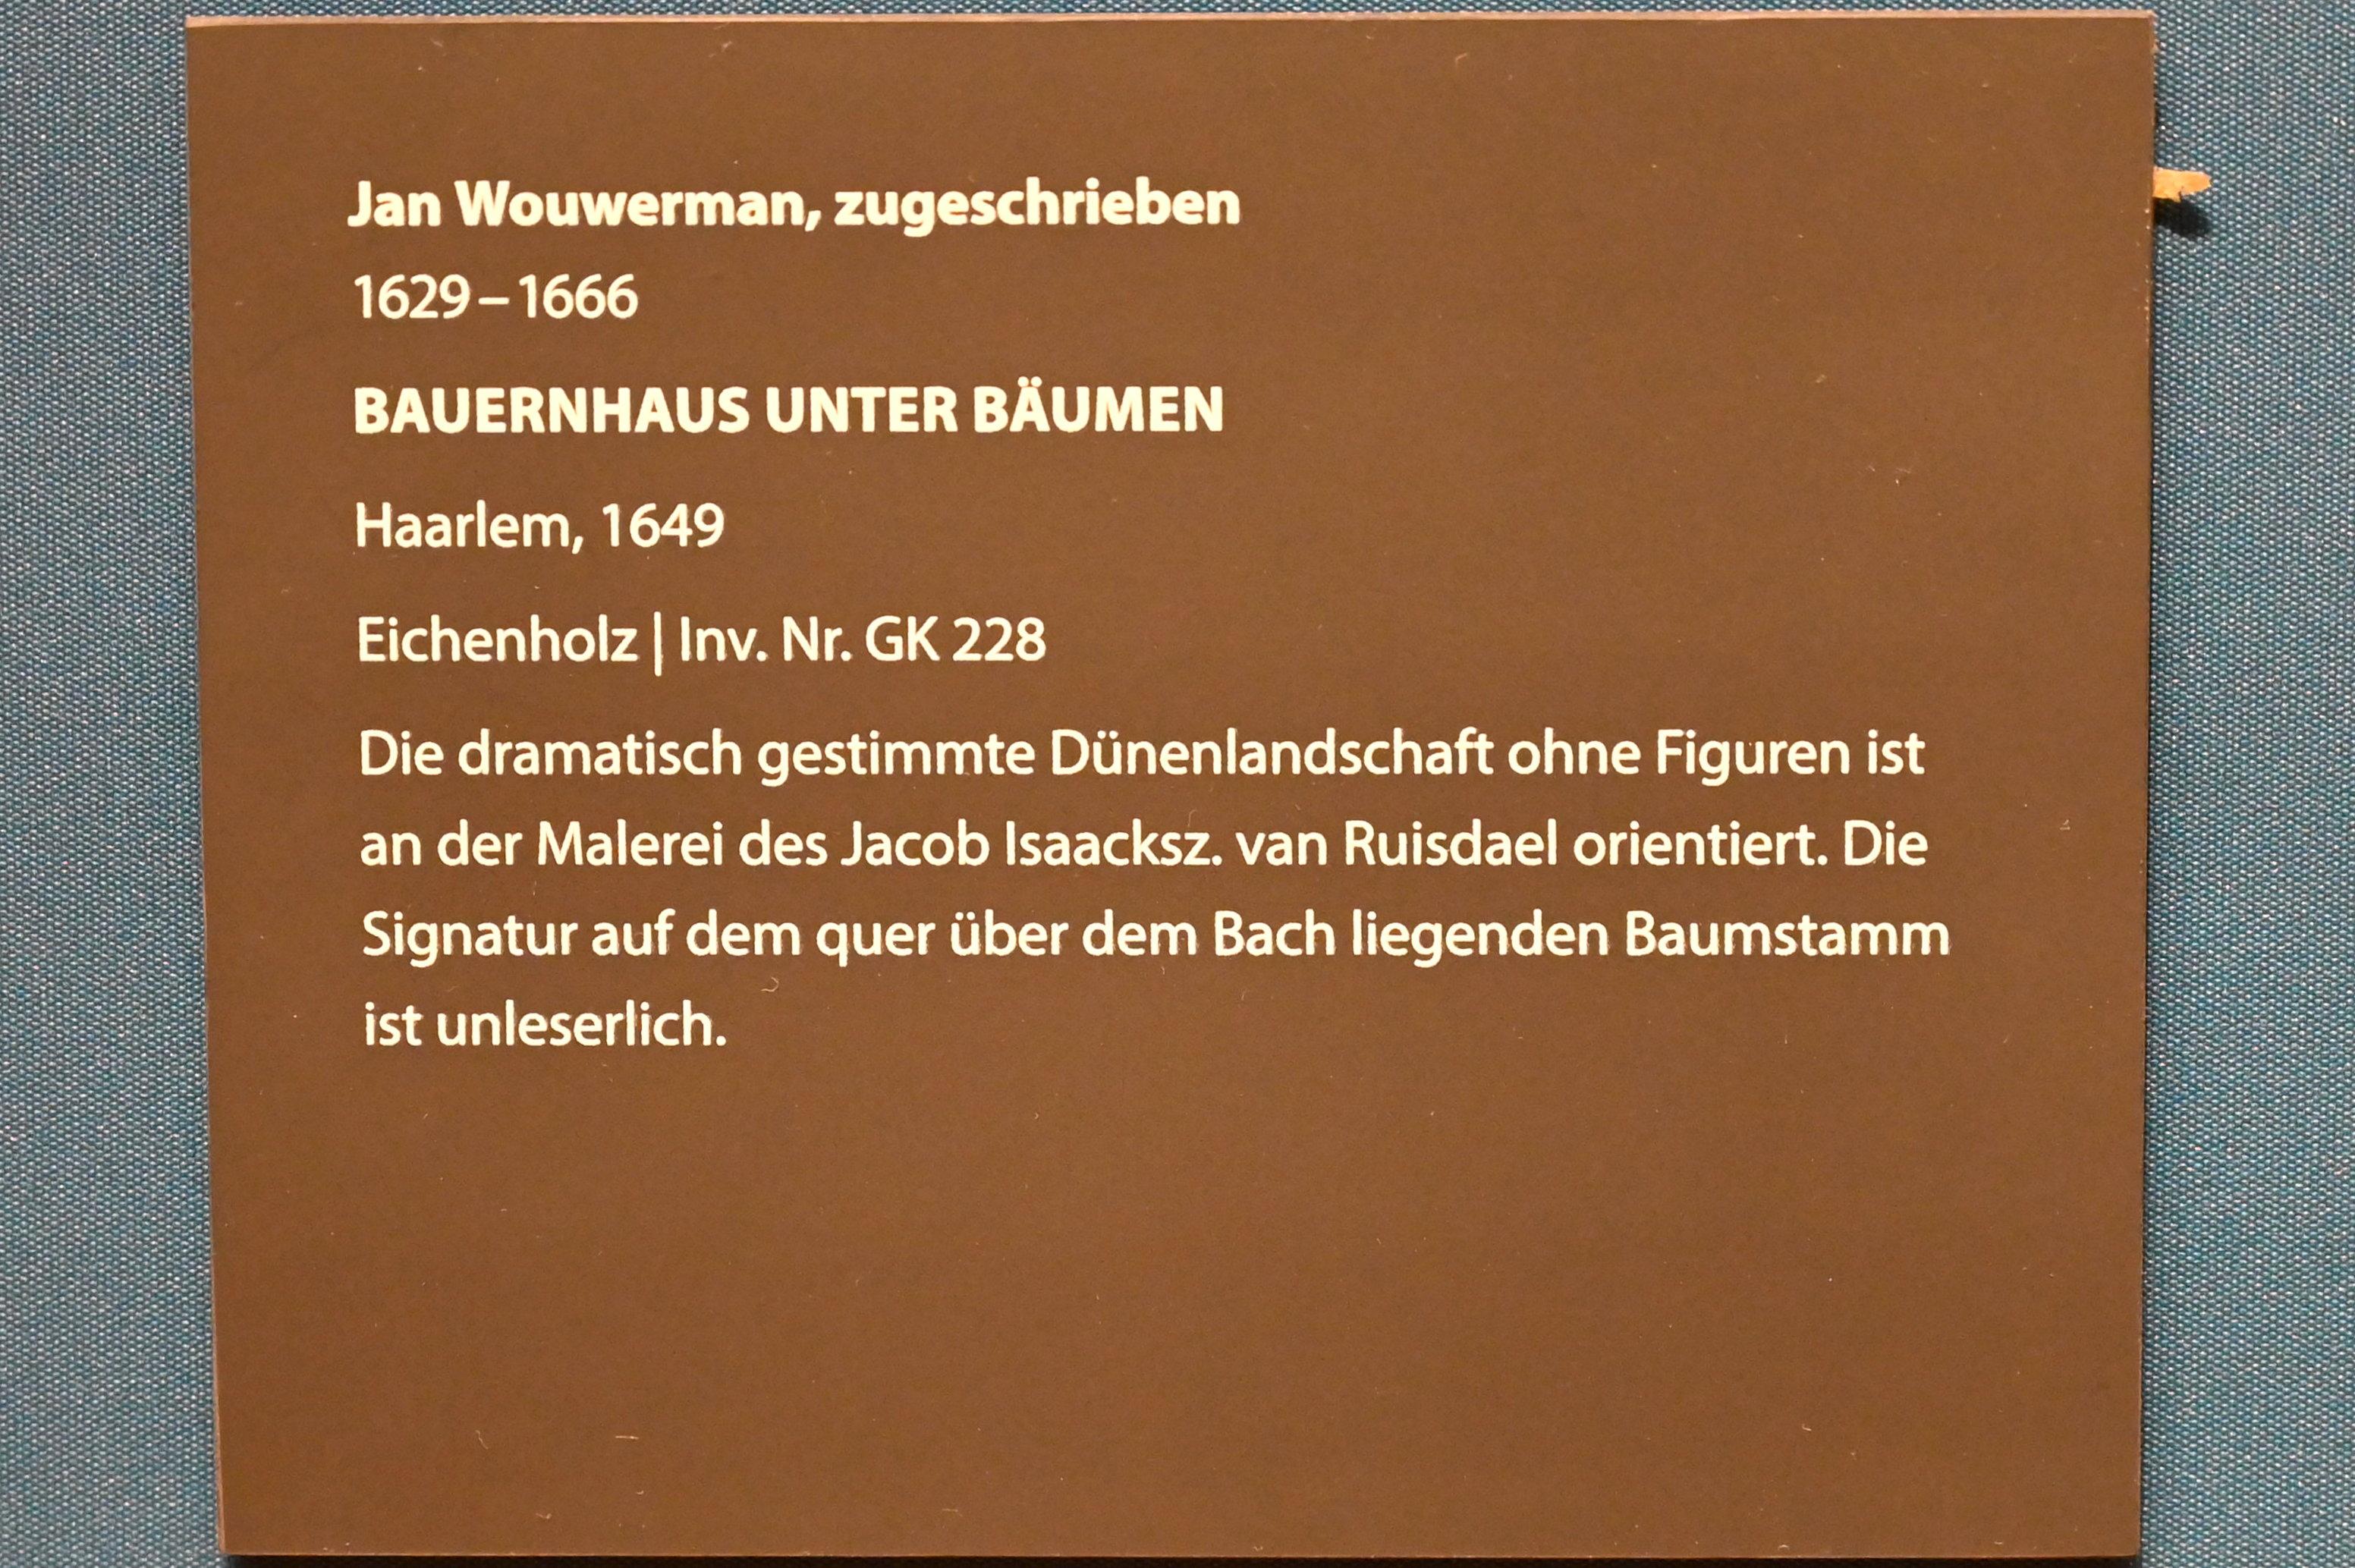 Jan Wouwerman, zugeschrieben
1629 – 1666
BAUERNHAUS UNTER BÄUMEN
Haarlem, 1649
Eichenholz | Inv. Nr. GK 228
Die dramatisch gestimmte Dünenlandschaft ohne Figuren ist
an der Malerei des Jacob Isaacksz. van Ruisdael orientiert. Die
Signatur auf dem quer über dem Bach liegenden Baumstamm
ist unleserlich.